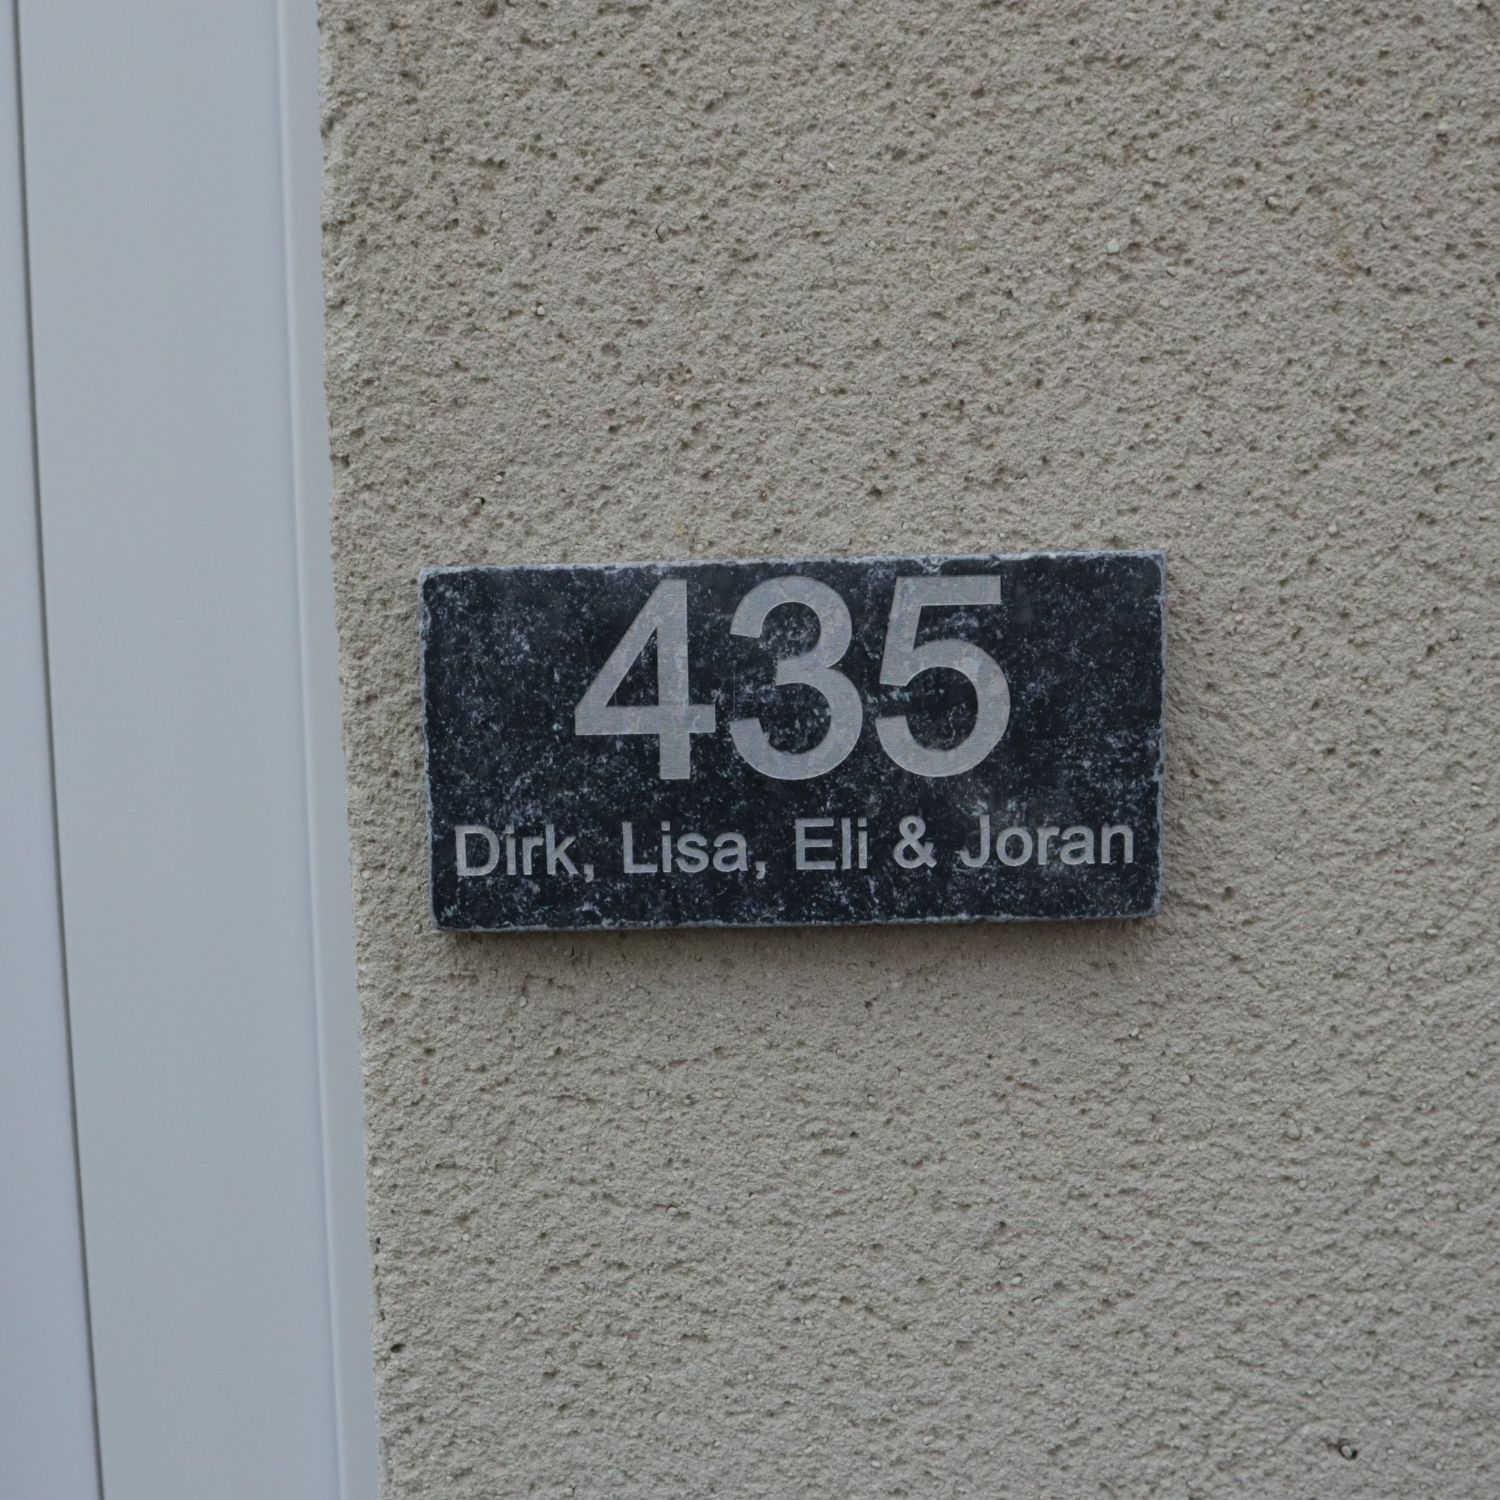 435
Dirk, Lisa, Eli & Joran